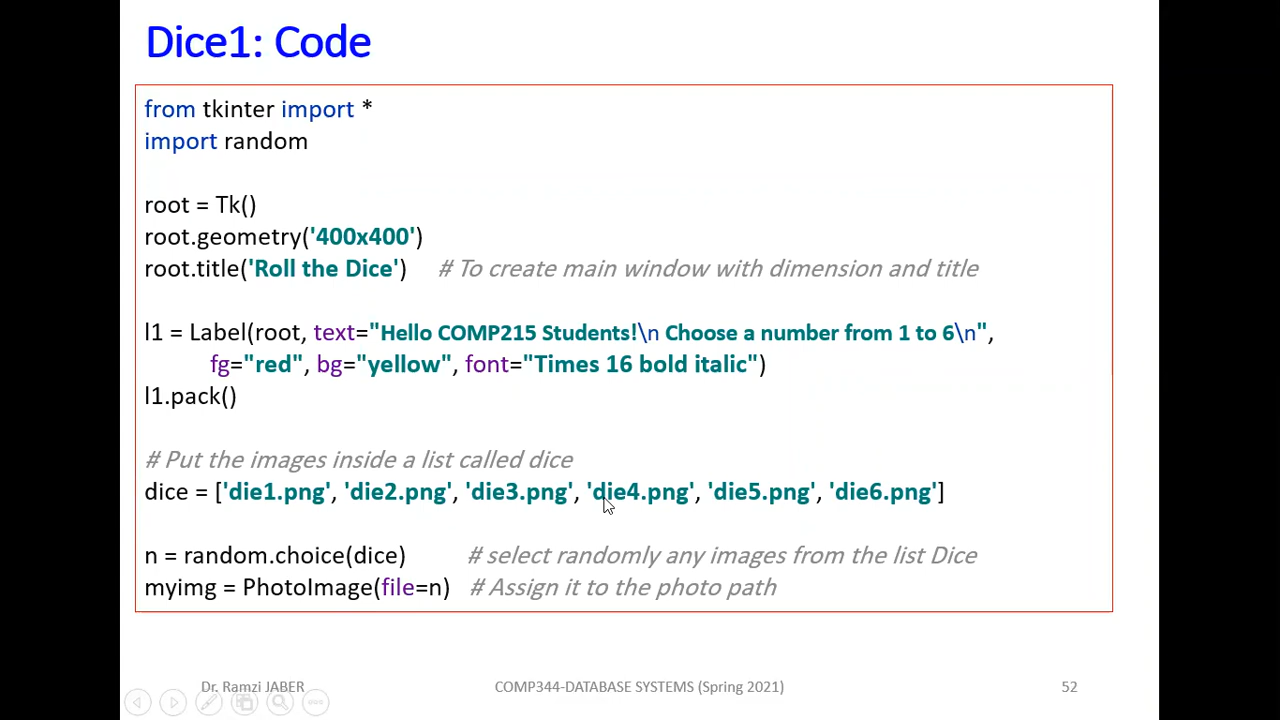 Dice1: Code
from tkinter import *
import random
root = Tk()
root.geometry('400x400')
root.title('Roll the Dice') # To create main window with dimension and title
l1 = Label(root, text="Hello COMP215 Students!\n Choose a number from 1 to 6\n",
fg="red", bg="yellow", font="Times 16 bold italic")
l1.pack()
# Put the images inside a list called dice
dice = ['die1.png', 'die2.png', 'die3.png', 'die4.png', 'die5.png', 'die6.png']
n = random.choice(dice) # select randomly any images from the list Dice
myimg = PhotoImage(file=n) # Assign it to the photo path
Dr. Ramzi JABER COMP344-DATABASE SYSTEMS (Spring 2021) 52